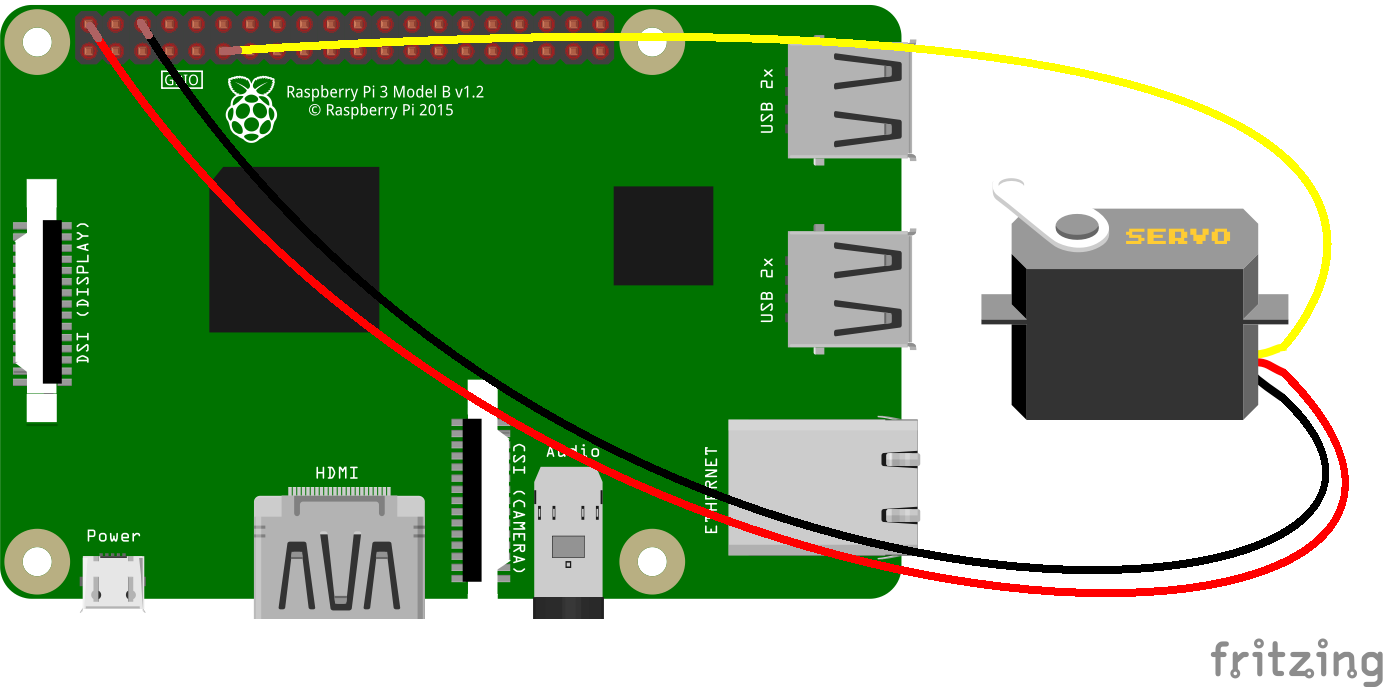 GPIO
Raspberry Pi 3 Model B v1.2
© Raspberry Pi 2015
USB 2x
DSI (DISPLAY)
SERVO
USB 2x
HDMI
CSI (CAMERA)
Audio
ETHERNET
Power
fritzing